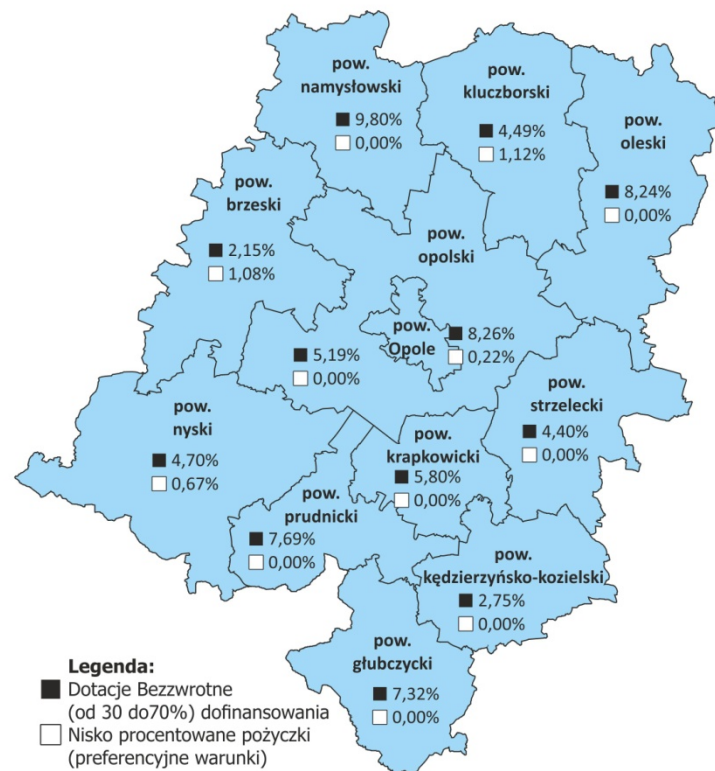 pow.
namysłowski
■ 9,80%
□ 0,00%
pow.
kluczborski
■ 4,49%
□ 1,12%
pow.
oleski
■ 8,24%
□ 0,00%
pow.
brzeski
■ 2,15%
□ 1,08%
pow.
opolski
■ 5,19%
□ 0,00%
pow.
Opole
■ 8,26%
□ 0,22%
pow.
strzelecki
■ 4,40%
□ 0,00%
pow.
nyski
■ 4,70%
□ 0,67%
pow.
krapkowicki
■ 5,80%
□ 0,00%
pow.
prudnicki
■ 7,69%
□ 0,00%
pow.
kędzierzyńsko-kozielski
■ 2,75%
□ 0,00%
pow.
głubczycki
■ 7,32%
□ 0,00%
Legenda:
■ Dotacje Bezzwrotne
(od 30 do70%) dofinansowania
□ Nisko procentowane pożyczki
(preferencyjne warunki)